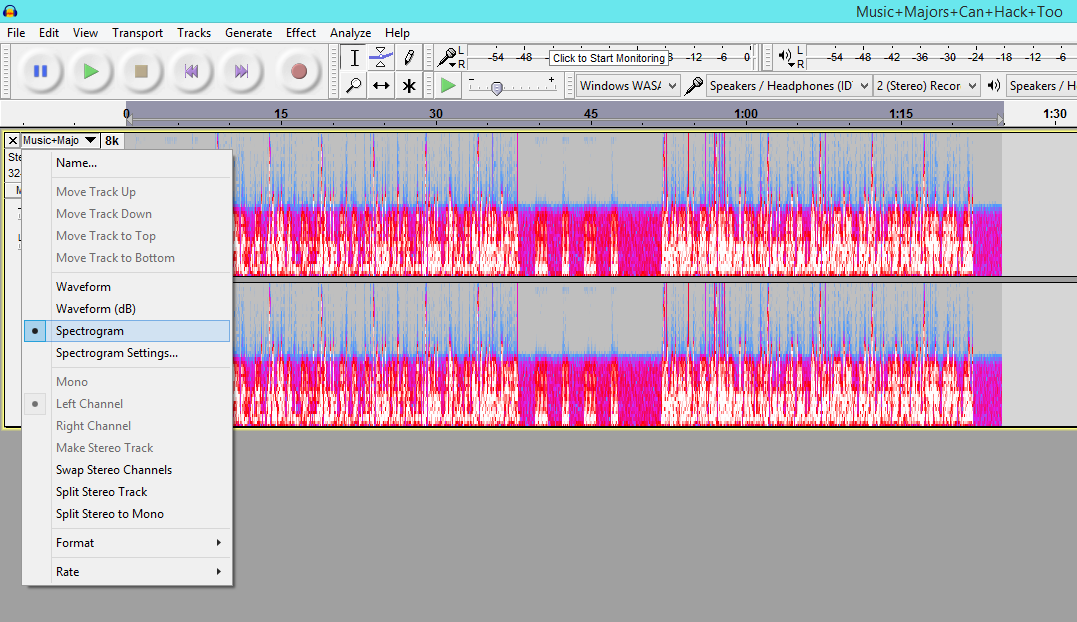 Music+Majors+Can+Hack+Too
File Edit View Transport Tracks Generate Effect Analyze Help
L R -54 -48 Click to Start Monitoring -12 -6 0 L R -54 -48 -42 -36 -30 -24 -18 -12 -6
- + Windows WASA Speakers / Headphones (IDT 2 (Stereo) Recor Speakers / H
0 15 30 45 1:00 1:15 1:30
X Music+Majo 8k
Ste
32
M
L
Name...
Move Track Up
Move Track Down
Move Track to Top
Move Track to Bottom
Waveform
Waveform (dB)
Spectrogram
Spectrogram Settings...
Mono
Left Channel
Right Channel
Make Stereo Track
Swap Stereo Channels
Split Stereo Track
Split Stereo to Mono
Format
Rate